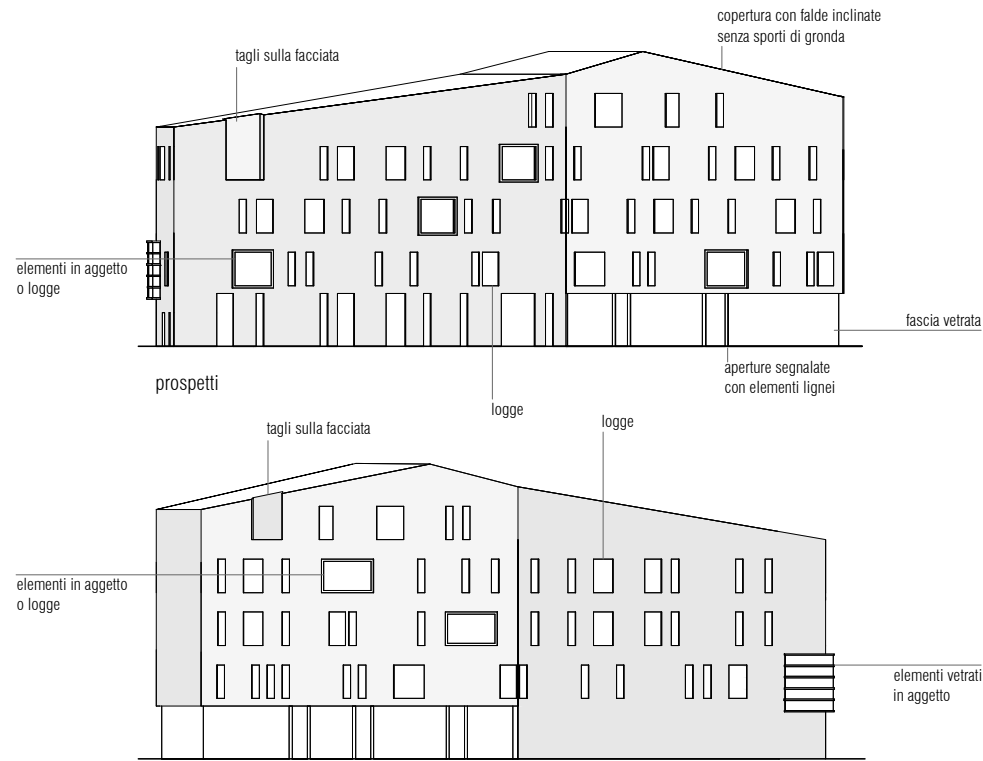 copertura con falde inclinate
senza sporti di gronda
tagli sulla facciata
elementi in aggetto
o logge
fascia vetrata
aperture segnalate
con elementi lignei
prospetti
logge
logge
tagli sulla facciata
elementi in aggetto
o logge
elementi vetrati
in aggetto